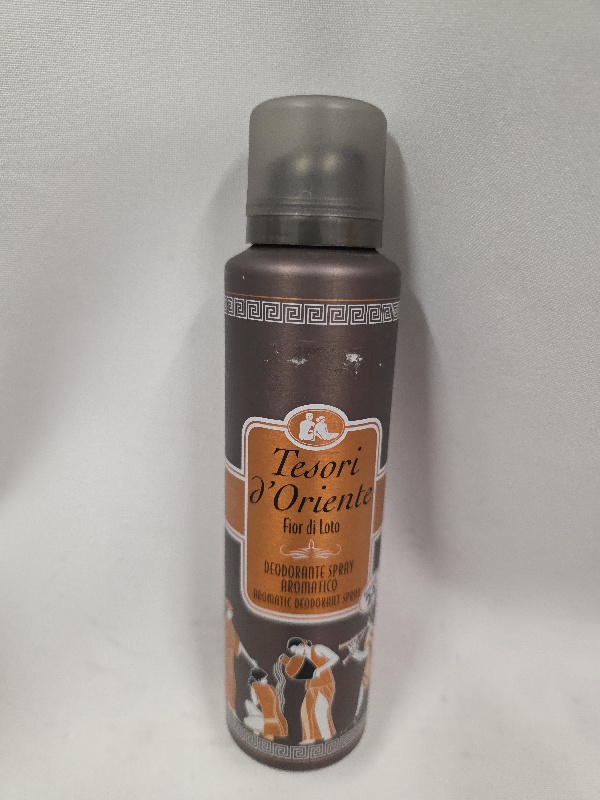 Tesori
d'Oriente
Fior di Loto
DEODORANTE SPRAY
AROMATICO
AROMATIC DEODORANT SPRAY